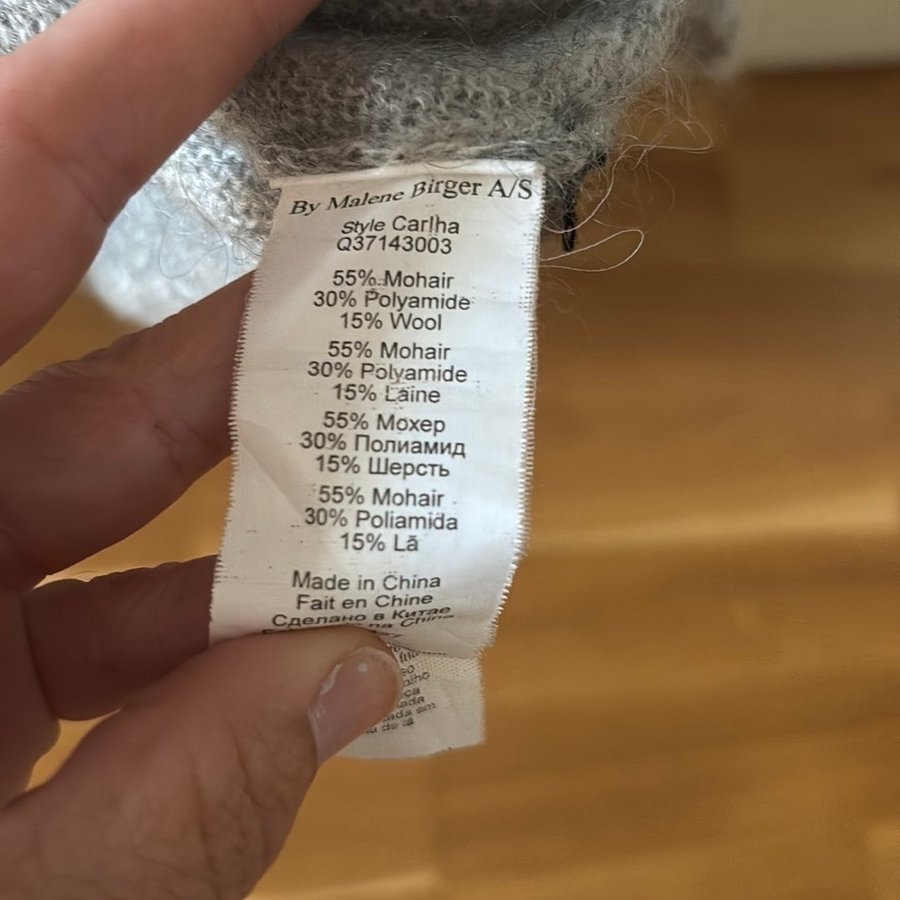 By Malene Birger A/S
Style Carlha
Q37143003
55% Mohair
30% Polyamide
15% Wool
55% Mohair
30% Polyamide
15% Laine
55% Мохер
30% Полиамид
15% Шерсть
55% Mohair
30% Poliamida
15% Lã
Made in China
Fait en Chine
Сделано в Китае
na China